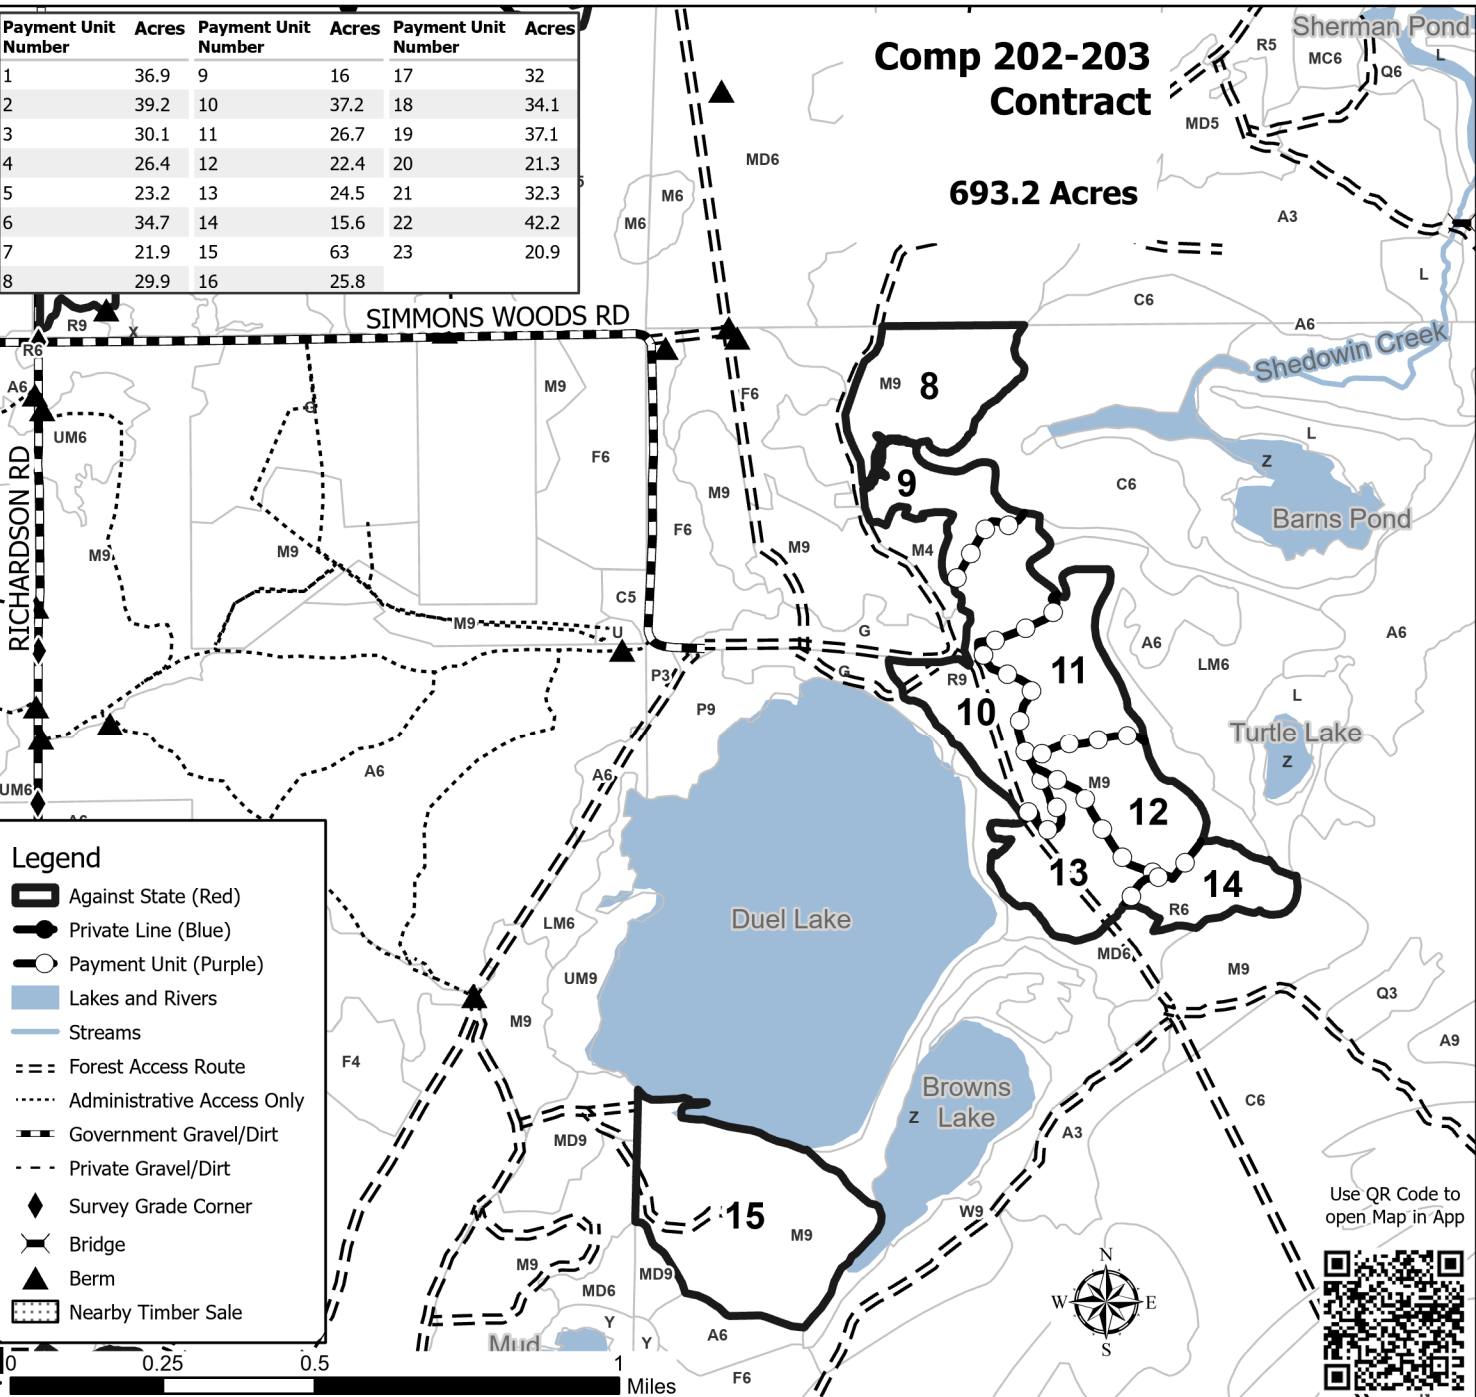 Payment Unit Number Acres Payment Unit Number Acres Payment Unit Number Acres
1 36.9 9 16 17 32
2 39.2 10 37.2 18 34.1
3 30.1 11 26.7 19 37.1
4 26.4 12 22.4 20 21.3
5 23.2 13 24.5 21 32.3
6 34.7 14 15.6 22 42.2
7 21.9 15 63 23 20.9
8 29.9 16 25.8
Comp 202-203
Contract
693.2 Acres
Sherman Pond
R5
MC6
Q6
L
MD5
MD6
M6
M6
A3
L
C6
A6
Shedowin Creek
SIMMONS WOODS RD
R9
X
R6
A6
UM6
RICHARDSON RD
G
M9
F6
F6
M9
8
M9
F6
L
Z
C6
Barns Pond
9
M9
M9
M9
M4
C5
M9
U
G
A6
A6
LM6
P3
G
R9
11
P9
10
L
Turtle Lake
Z
A6
A6
UM6
M9
12
A6
13
14
R6
Duel Lake
LM6
MD6
M9
UM9
Q3
M9
F4
A9
Browns
Lake
Z
C6
A3
MD9
W9
15
M9
M9
MD9
MD6
Y
Y
A6
F6
Mud
Legend
Against State (Red)
Private Line (Blue)
Payment Unit (Purple)
Lakes and Rivers
Streams
Forest Access Route
Administrative Access Only
Government Gravel/Dirt
Private Gravel/Dirt
Survey Grade Corner
Bridge
Berm
Nearby Timber Sale
0 0.25 0.5 1
Miles
N
W E
S
Use QR Code to
open Map in App